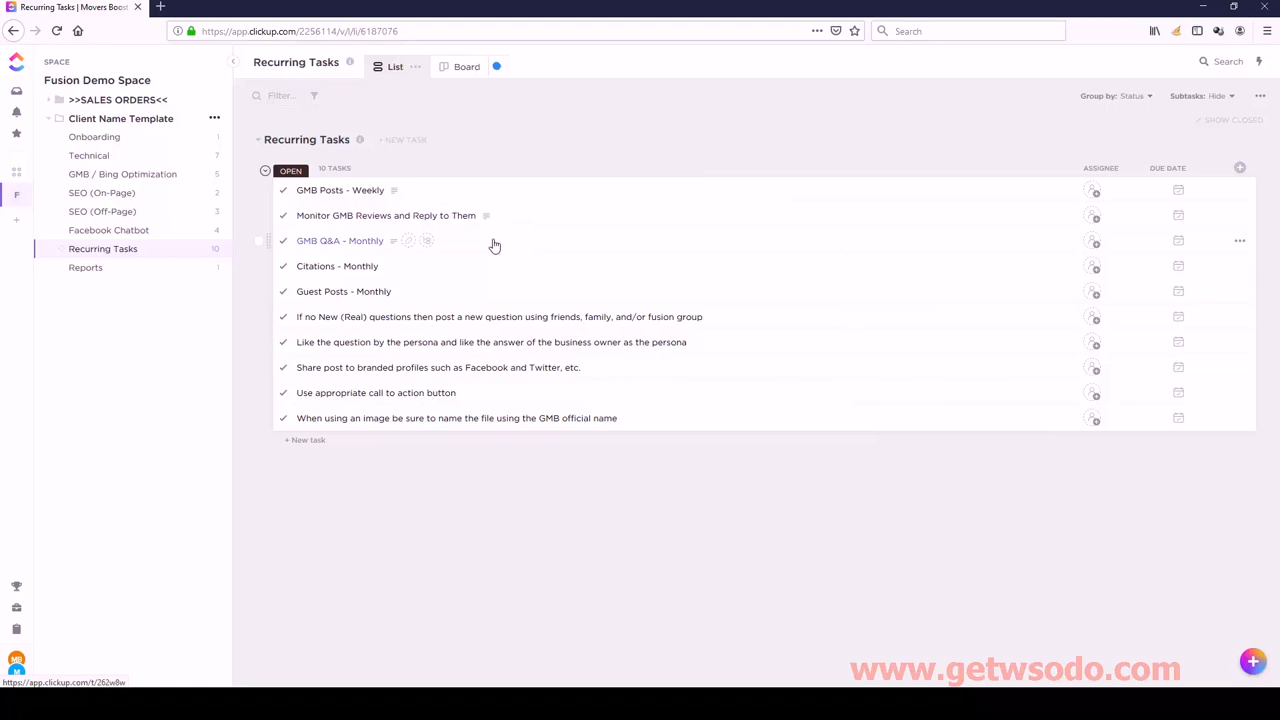 Recurring Tasks | Movers Boost
https://app.clickup.com/2256114/v/l/li/6187076
Search
SPACE
Fusion Demo Space
>>SALES ORDERS<<
Client Name Template
Onboarding 1
Technical 7
GMB / Bing Optimization 5
SEO (On-Page) 2
SEO (Off-Page) 3
Facebook Chatbot 4
Recurring Tasks 10
Reports 1
Recurring Tasks
List
Board
Search
Filter...
Group by: Status
Subtasks: Hide
SHOW CLOSED
Recurring Tasks
+ NEW TASK
OPEN 10 TASKS ASSIGNEE DUE DATE
GMB Posts - Weekly
Monitor GMB Reviews and Reply to Them
GMB Q&A - Monthly
Citations - Monthly
Guest Posts - Monthly
If no New (Real) questions then post a new question using friends, family, and/or fusion group
Like the question by the persona and like the answer of the business owner as the persona
Share post to branded profiles such as Facebook and Twitter, etc.
Use appropriate call to action button
When using an image be sure to name the file using the GMB official name
+ New task
F
MB
M
https://app.clickup.com/t/262w8w
www.getwsodo.com